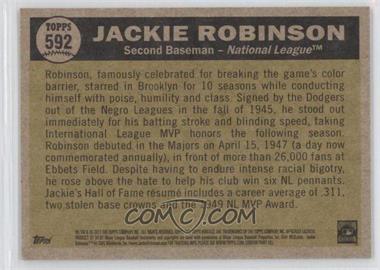 TOPPS
592
JACKIE ROBINSON
Second Baseman – National League™
Robinson, famously celebrated for breaking the game's color
barrier, starred in Brooklyn for 10 seasons while conducting
himself with poise, humility and class. Signed by the Dodgers
out of the Negro Leagues in the fall of 1945, he stood out
immediately for his batting stroke and blinding speed, taking
International League MVP honors the following season.
Robinson debuted in the Majors on April 15, 1947 (a day
now commemorated annually), in front of more than 26,000 fans at
Ebbets Field. Despite having to endure intense racial bigotry,
he rose above the hate to help his club win six NL pennants.
Jackie's Hall of Fame résumé includes a career average of .311,
two stolen base crowns and the 1949 NL MVP Award.
Topps